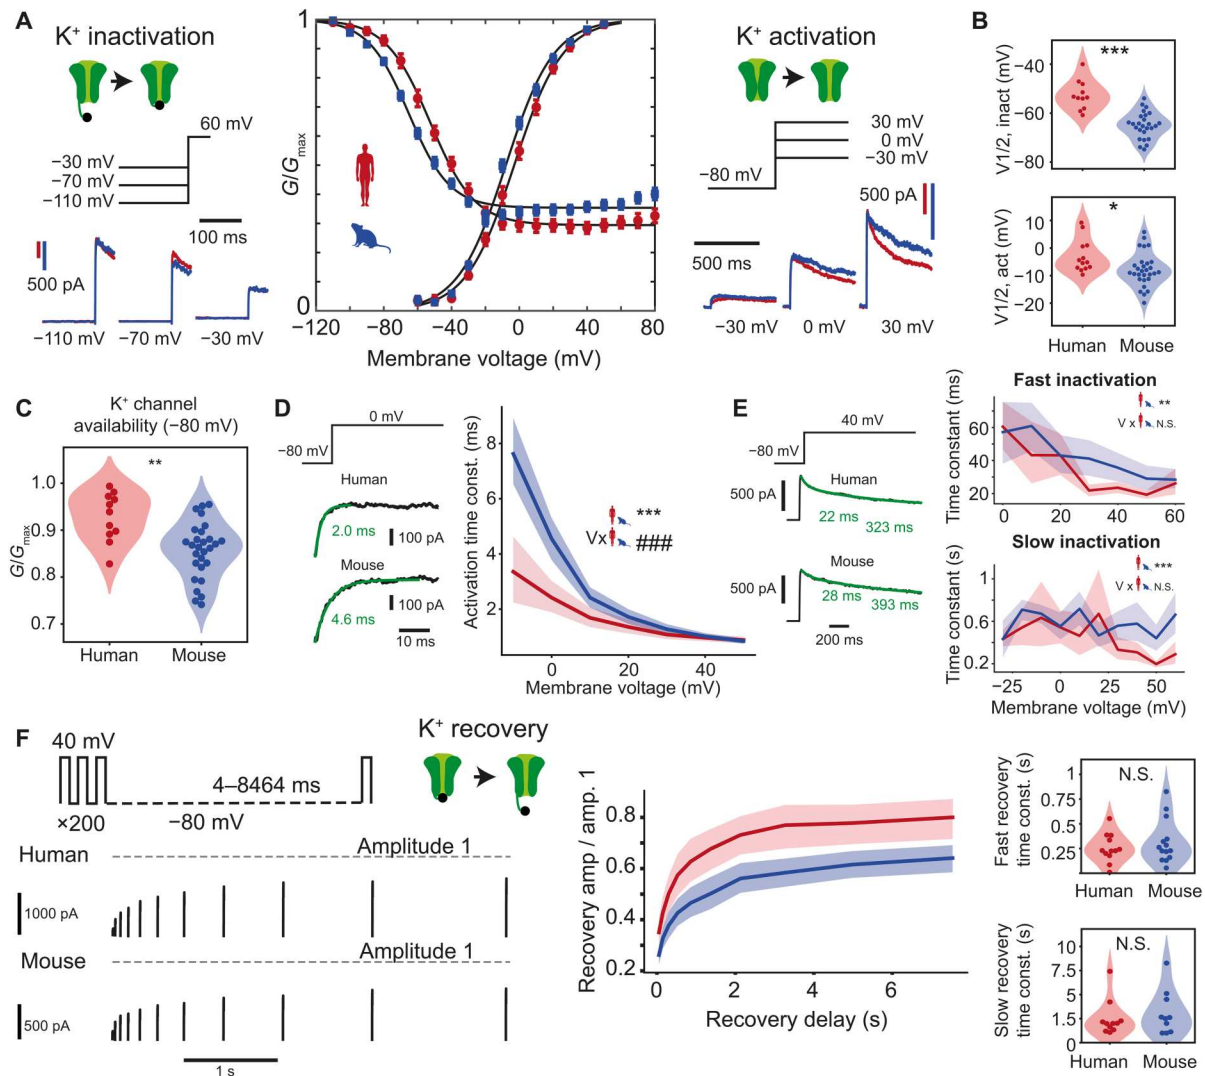 A
K⁺ inactivation
60 mV
−30 mV
−70 mV
−110 mV
100 ms
500 pA
−110 mV
−70 mV
−30 mV
1
G/Gmax
0
−120
−80
−40
0
40
80
Membrane voltage (mV)
K⁺ activation
30 mV
0 mV
−30 mV
−80 mV
500 pA
500 ms
−30 mV
0 mV
30 mV
B
V1/2, inact (mV)
−40
−60
−80
***
V1/2, act (mV)
10
0
−10
−20
*
Human
Mouse
C
K⁺ channel
availability (−80 mV)
**
G/Gmax
1.0
0.9
0.8
0.7
Human
Mouse
D
0 mV
−80 mV
Human
2.0 ms
100 pA
Mouse
4.6 ms
100 pA
10 ms
Activation time const. (ms)
8
6
4
2
***
Vx
###
0
20
40
Membrane voltage (mV)
E
40 mV
−80 mV
Human
500 pA
22 ms
323 ms
Mouse
500 pA
28 ms
393 ms
200 ms
Fast inactivation
Time constant (ms)
60
40
20
**
V x
N.S.
0
10
20
30
40
50
60
Slow inactivation
Time constant (s)
1
0.6
0.2
***
V x
N.S.
−25
0
25
50
Membrane voltage (mV)
F
40 mV
×200
4–8464 ms
−80 mV
K⁺ recovery
Human
Amplitude 1
1000 pA
Mouse
Amplitude 1
500 pA
1 s
Recovery amp / amp. 1
0.8
0.6
0.4
0.2
0
2
4
6
Recovery delay (s)
Fast recovery
time const. (s)
1
0.75
0.5
0.25
N.S.
Human
Mouse
Slow recovery
time const. (s)
10
7.5
5
1.5
0
N.S.
Human
Mouse